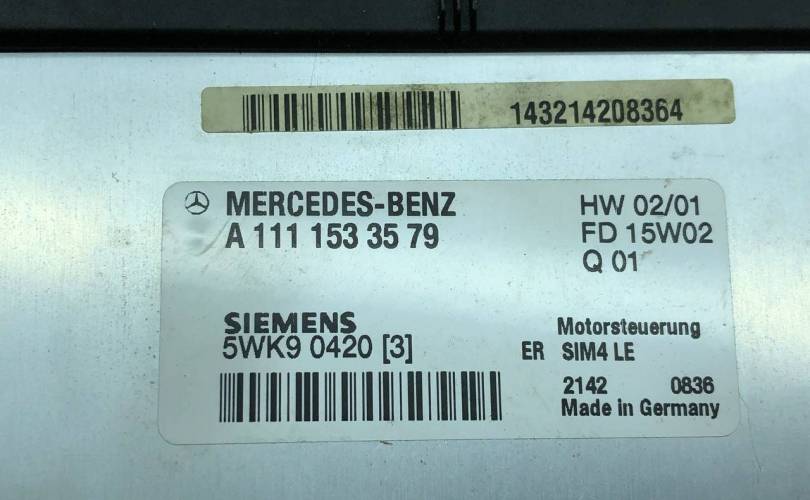 143214208364
MERCEDES-BENZ
A 111 153 35 79
HW 02/01
FD 15W02
Q 01
SIEMENS
5WK9 0420 [3]
Motorsteuerung
ER SIM4 LE
2142 0836
Made in Germany